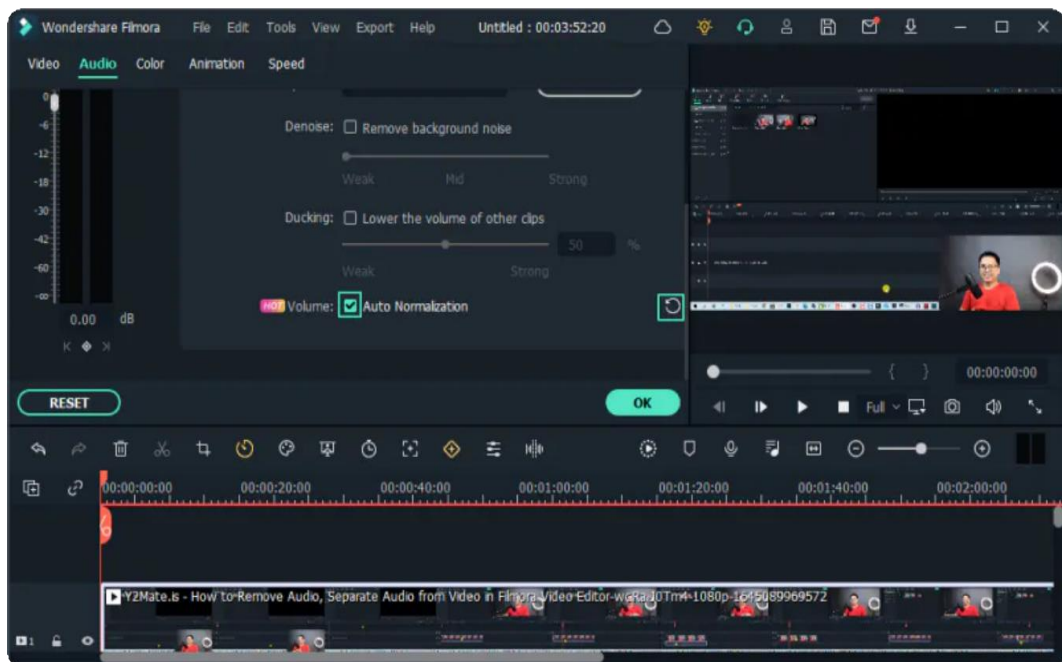 Wondershare Filmora File Edit Tools View Export Help Untitled : 00:03:52:20
Video Audio Color Animation Speed
0
-6
-12
-18
-30
-42
-60
-∞
0.00 dB
Denoise: Remove background noise
Weak Mid Strong
Ducking: Lower the volume of other clips
50 %
Weak Strong
HOT Volume: Auto Normalization
RESET OK
{ } 00:00:00:00
Full
00:00:00:00 00:00:20:00 00:00:40:00 00:01:00:00 00:01:20:00 00:01:40:00 00:02:00:00
Y2Mate.is - How to Remove Audio, Separate Audio from Video in Filmora Video Editor-wcRaJ0Tm4-1080p-1645089969572
1